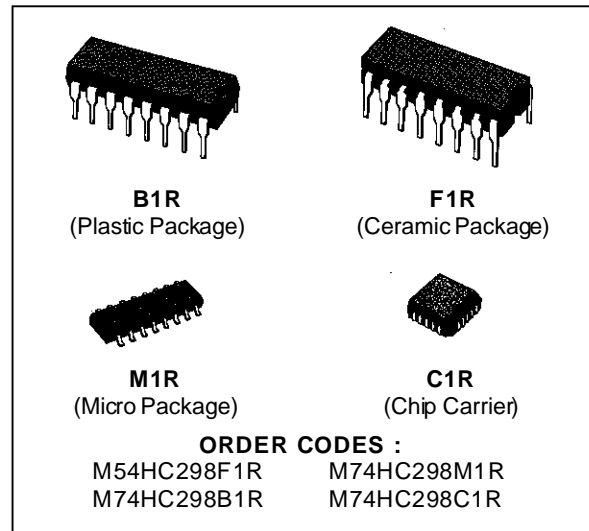 B1R
(Plastic Package)
F1R
(Ceramic Package)
M1R
(Micro Package)
C1R
(Chip Carrier)
ORDER CODES :
M54HC298F1R M74HC298M1R
M74HC298B1R M74HC298C1R